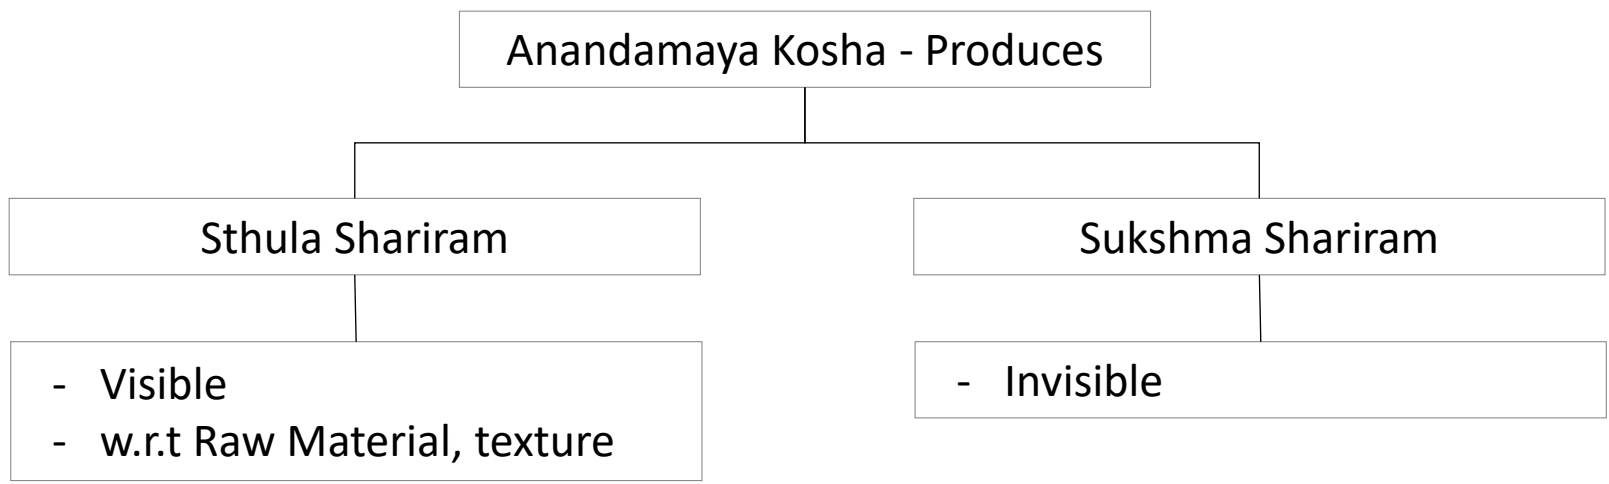 Anandamaya Kosha - Produces
Sthula Shariram
Sukshma Shariram
- Visible
- w.r.t Raw Material, texture
- Invisible